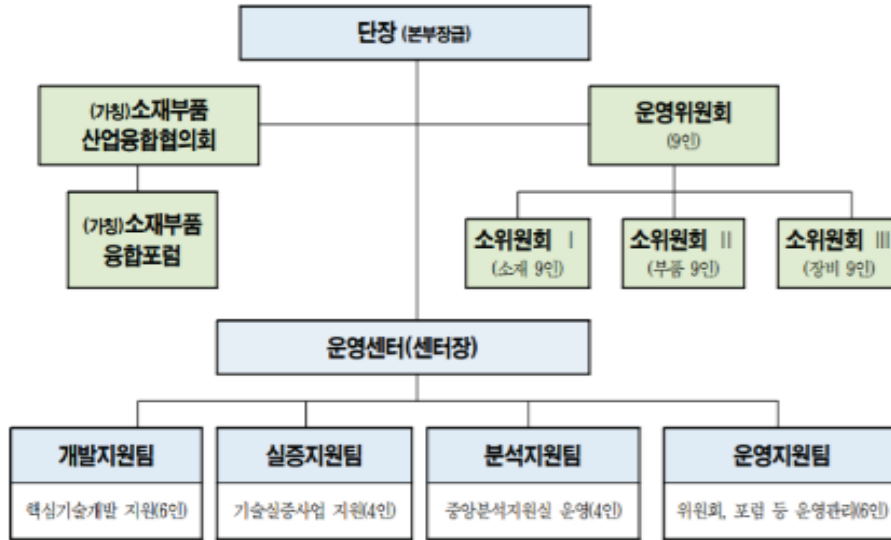 단장 (본부장급)
(가칭)소재부품
산업융합협의회
운영위원회
(9인)
(가칭)소재부품
융합포럼
소위원회 Ⅰ
(소재 9인)
소위원회 Ⅱ
(부품 9인)
소위원회 Ⅲ
(장비 9인)
운영센터(센터장)
개발지원팀
핵심기술개발 지원(6인)
실증지원팀
기술실증사업 지원(4인)
분석지원팀
중앙분석지원실 운영(4인)
운영지원팀
위원회, 포럼 등 운영관리(6인)